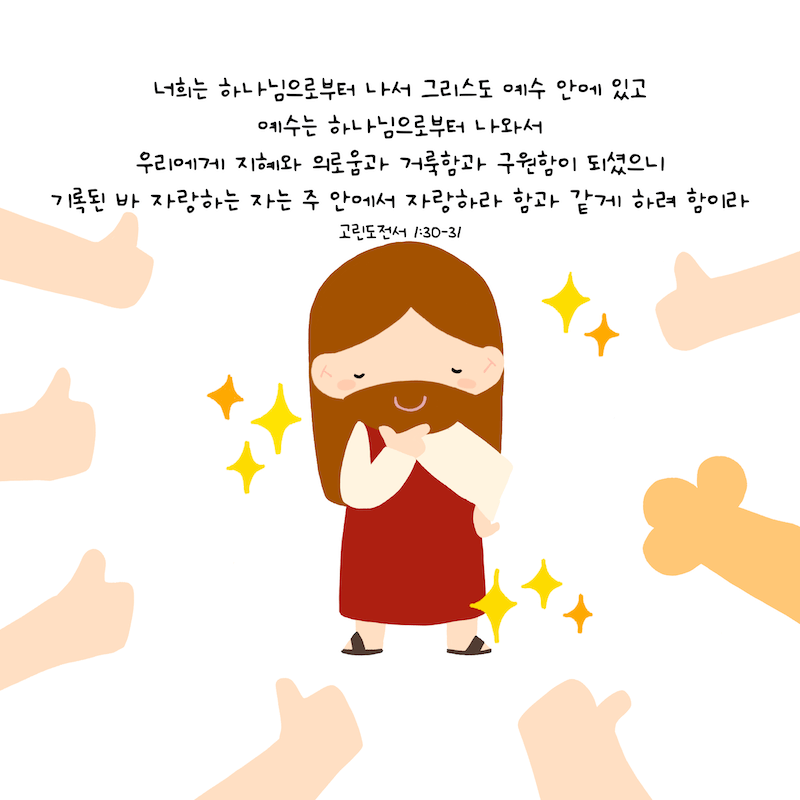 너희는 하나님으로부터 나서 그리스도 예수 안에 있고
예수는 하나님으로부터 나와서
우리에게 지혜와 의로움과 거룩함과 구원함이 되셨으니
기록된 바 자랑하는 자는 주 안에서 자랑하라 함과 같게 하려 함이라
고린도전서 1:30-31